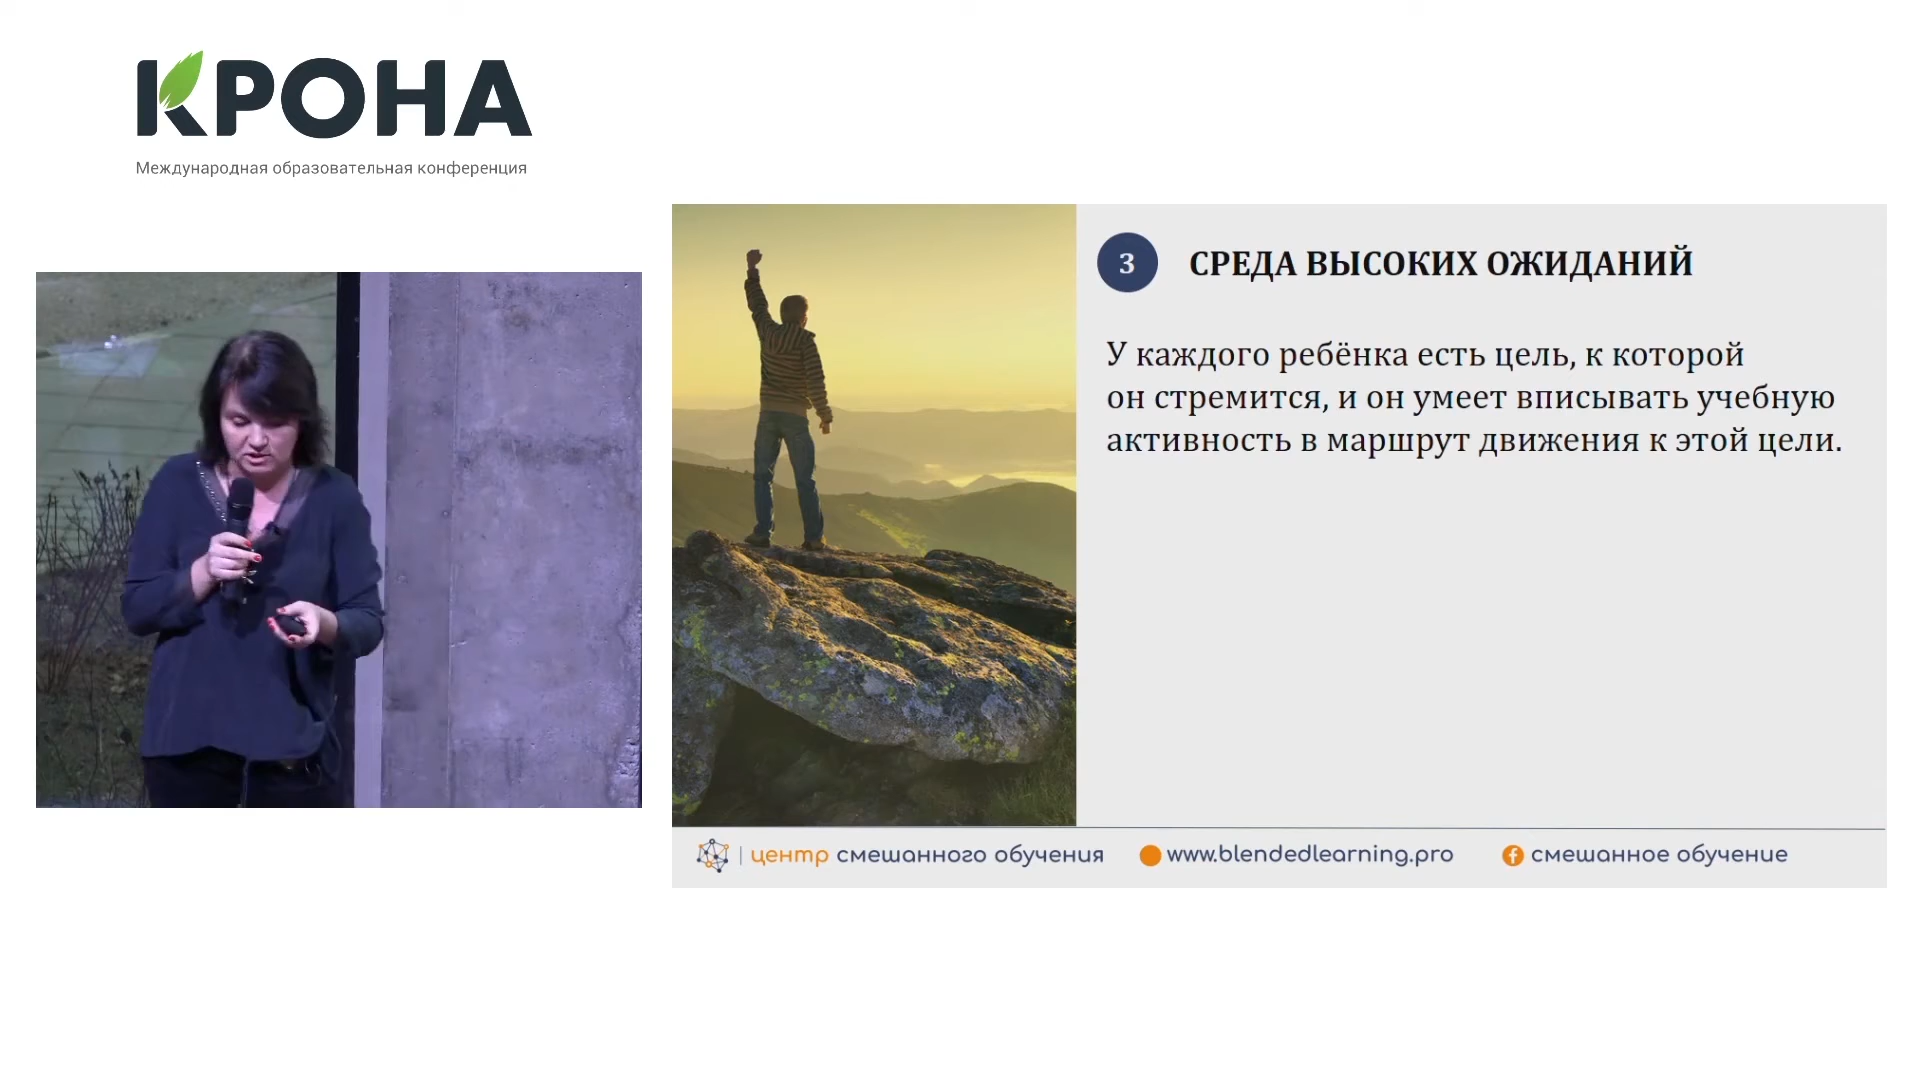 КРОНА
Международная образовательная конференция
3
СРЕДА ВЫСОКИХ ОЖИДАНИЙ
У каждого ребёнка есть цель, к которой
он стремится, и он умеет вписывать учебную
активность в маршрут движения к этой цели.
центр смешанного обучения
www.blendedlearning.pro
смешанное обучение